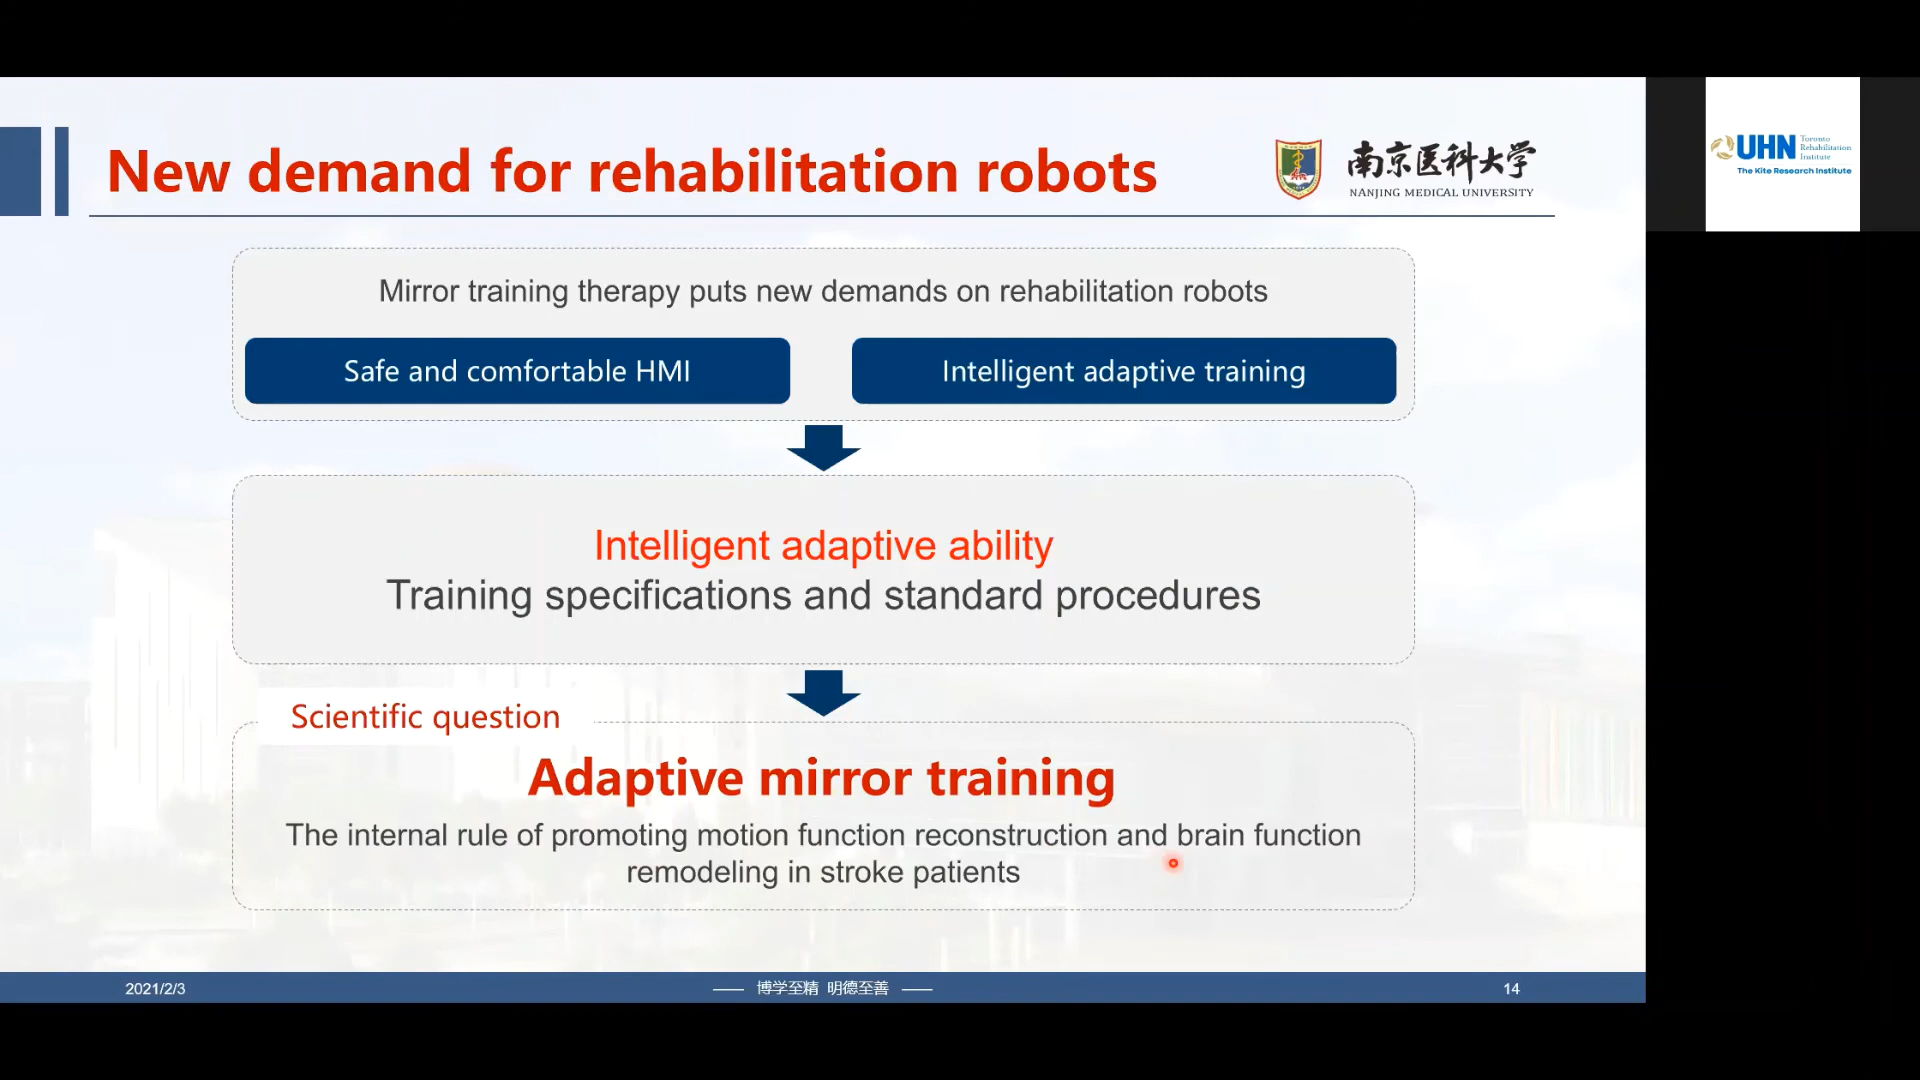 New demand for rehabilitation robots
南京医科大学
NANJING MEDICAL UNIVERSITY
UHN Toronto Rehabilitation Institute
The Kite Research Institute
Mirror training therapy puts new demands on rehabilitation robots
Safe and comfortable HMI
Intelligent adaptive training
Intelligent adaptive ability
Training specifications and standard procedures
Scientific question
Adaptive mirror training
The internal rule of promoting motion function reconstruction and brain function
remodeling in stroke patients
2021/2/3
博学至精 明德至善
14